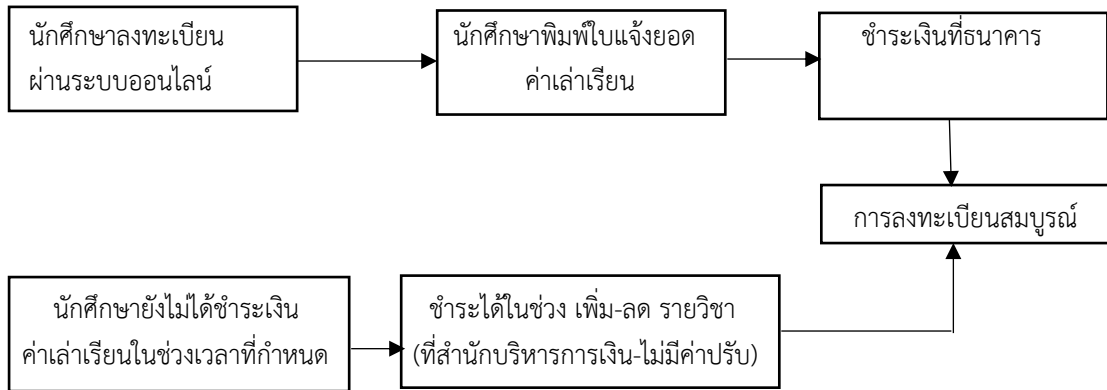 นักศึกษาลงทะเบียน
ผ่านระบบออนไลน์
นักศึกษาพิมพ์ใบแจ้งยอด
ค่าเล่าเรียน
ชำระเงินที่ธนาคาร
การลงทะเบียนสมบูรณ์
นักศึกษายังไม่ได้ชำระเงิน
ค่าเล่าเรียนในช่วงเวลาที่กำหนด
ชำระได้ในช่วง เพิ่ม-ลด รายวิชา
(ที่สำนักบริหารการเงิน-ไม่มีค่าปรับ)